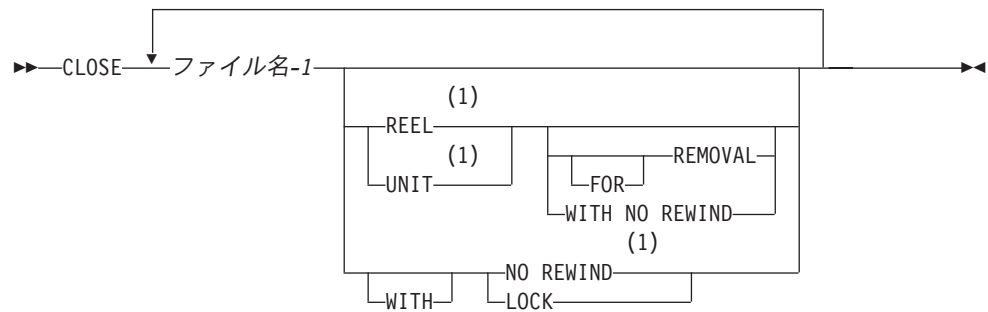 CLOSE ファイル名-1
(1)
REEL
(1)
UNIT
REMOVAL
FOR
WITH NO REWIND
(1)
NO REWIND
WITH
LOCK